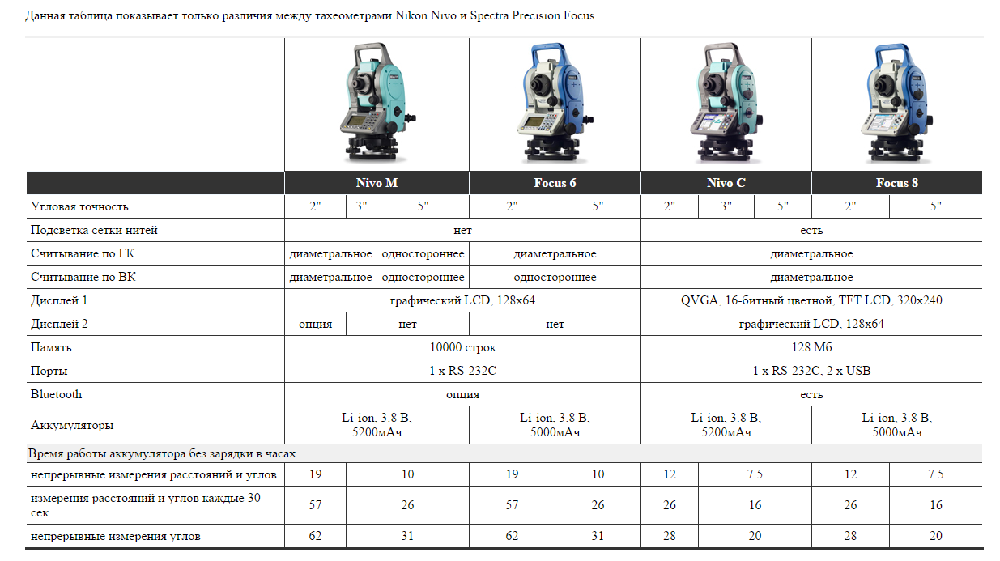 Данная таблица показывает только различия между тахеометрами Nikon Nivo и Spectra Precision Focus.
Nivo M Focus 6 Nivo C Focus 8
Угловая точность 2" 3" 5" 2" 5" 2" 3" 5" 2" 5"
Подсветка сетки нитей нет есть
Считывание по ГК диаметральное одностороннее диаметральное диаметральное
Считывание по ВК диаметральное одностороннее одностороннее диаметральное
Дисплей 1 графический LCD, 128x64 QVGA, 16-битный цветной, TFT LCD, 320x240
Дисплей 2 опция нет нет графический LCD, 128x64
Память 10000 строк 128 Мб
Порты 1 x RS-232C 1 x RS-232C, 2 x USB
Bluetooth опция есть
Аккумуляторы Li-ion, 3.8 В, Li-ion, 3.8 В, Li-ion, 3.8 В, Li-ion, 3.8 В,
5200мАч 5000мАч 5200мАч 5000мАч
Время работы аккумулятора без зарядки в часах
непрерывные измерения расстояний и углов 19 10 19 10 12 7.5 12 7.5
измерения расстояний и углов каждые 30
сек 57 26 57 26 26 16 26 16
непрерывные измерения углов 62 31 62 31 28 20 28 20